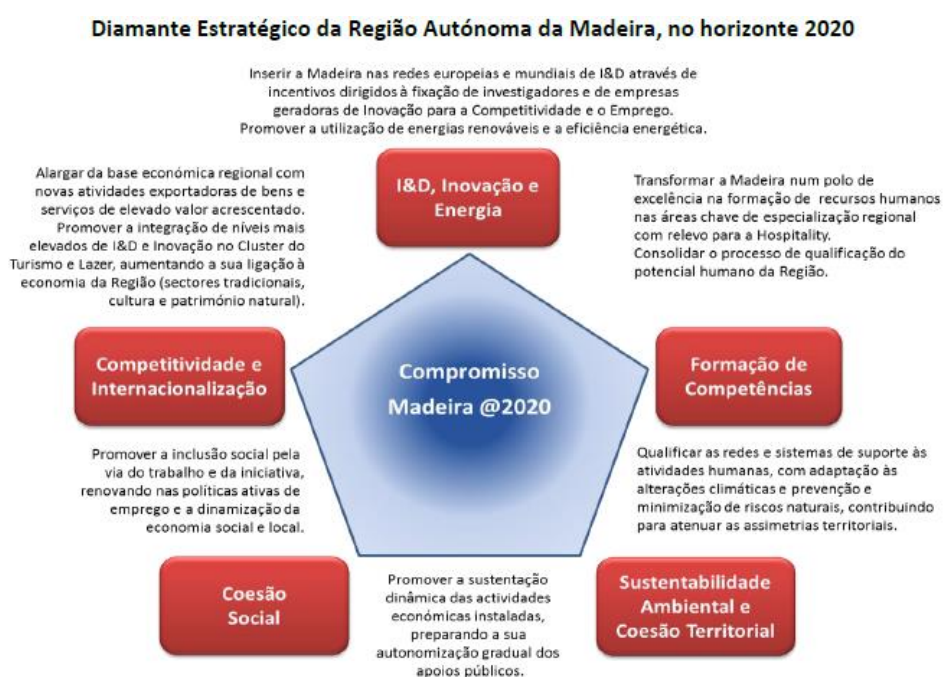 Diamante Estratégico da Região Autónoma da Madeira, no horizonte 2020
Inserir a Madeira nas redes europeias e mundiais de I&D através de
incentivos dirigidos à fixação de investigadores e de empresas
geradoras de Inovação para a Competitividade e o Emprego.
Promover a utilização de energias renováveis e a eficiência energética.
I&D, Inovação e
Energia
Alargar da base económica regional com
novas atividades exportadoras de bens e
serviços de elevado valor acrescentado.
Promover a integração de níveis mais
elevados de I&D e Inovação no Cluster do
Turismo e Lazer, aumentando a sua ligação à
economia da Região (sectores tradicionais,
cultura e património natural).
Transformar a Madeira num polo de
excelência na formação de recursos humanos
nas áreas chave de especialização regional
com relevo para a Hospitality.
Consolidar o processo de qualificação do
potencial humano da Região.
Competitividade e
Internacionalização
Compromisso
Madeira @2020
Formação de
Competências
Promover a inclusão social pela
via do trabalho e da iniciativa,
renovando nas políticas ativas de
emprego e a dinamização da
economia social e local.
Qualificar as redes e sistemas de suporte às
atividades humanas, com adaptação às
alterações climáticas e prevenção e
minimização de riscos naturais, contribuindo
para atenuar as assimetrias territoriais.
Coesão
Social
Promover a sustentação
dinâmica das actividades
económicas instaladas,
preparando a sua
autonomização gradual dos
apoios públicos.
Sustentabilidade
Ambiental e
Coesão Territorial